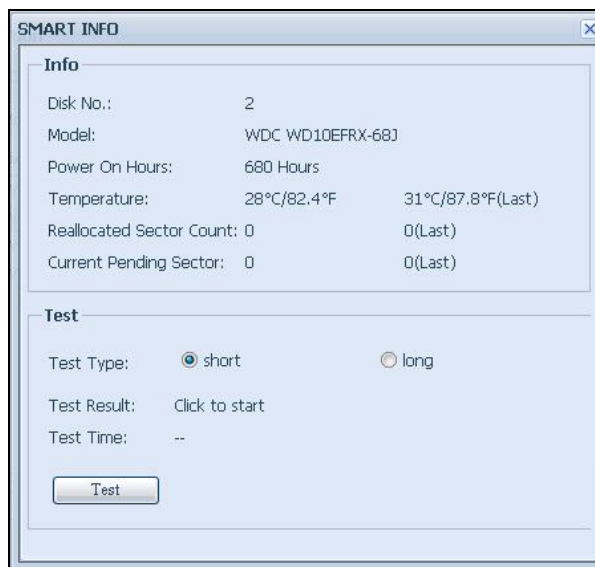 SMART INFO
Info
Disk No.: 2
Model: WDC WD10EFRX-68J
Power On Hours: 680 Hours
Temperature: 28°C/82.4°F 31°C/87.8°F(Last)
Reallocated Sector Count: 0 0(Last)
Current Pending Sector: 0 0(Last)
Test
Test Type: short long
Test Result: Click to start
Test Time: --
Test